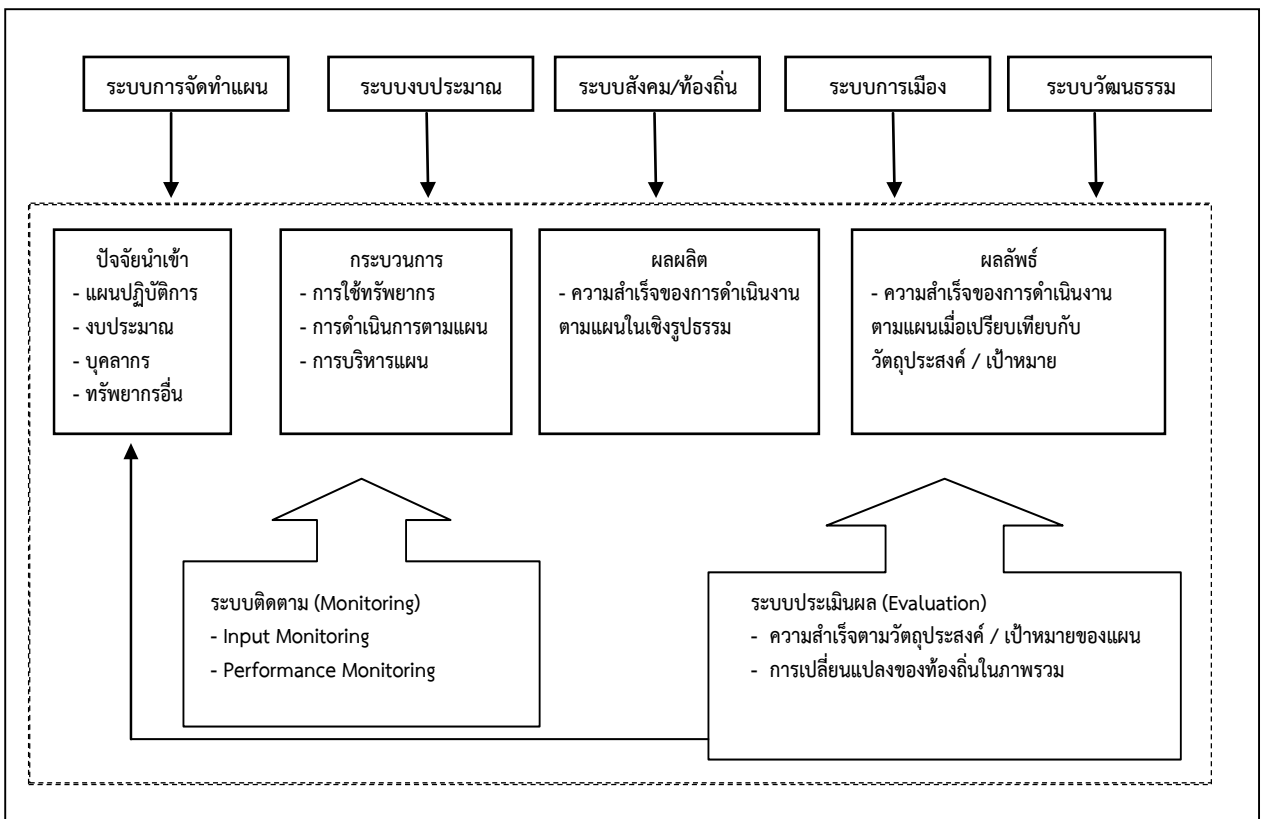 ระบบการจัดทำแผน
ระบบงบประมาณ
ระบบสังคม/ท้องถิ่น
ระบบการเมือง
ระบบวัฒนธรรม
ปัจจัยนำเข้า
- แผนปฏิบัติการ
- งบประมาณ
- บุคลากร
- ทรัพยากรอื่น
กระบวนการ
- การใช้ทรัพยากร
- การดำเนินการตามแผน
- การบริหารแผน
ผลผลิต
- ความสำเร็จของการดำเนินงาน
ตามแผนในเชิงรูปธรรม
ผลลัพธ์
- ความสำเร็จของการดำเนินงาน
ตามแผนเมื่อเปรียบเทียบกับ
วัตถุประสงค์ / เป้าหมาย
ระบบติดตาม (Monitoring)
- Input Monitoring
- Performance Monitoring
ระบบประเมินผล (Evaluation)
- ความสำเร็จตามวัตถุประสงค์ / เป้าหมายของแผน
- การเปลี่ยนแปลงของท้องถิ่นในภาพรวม